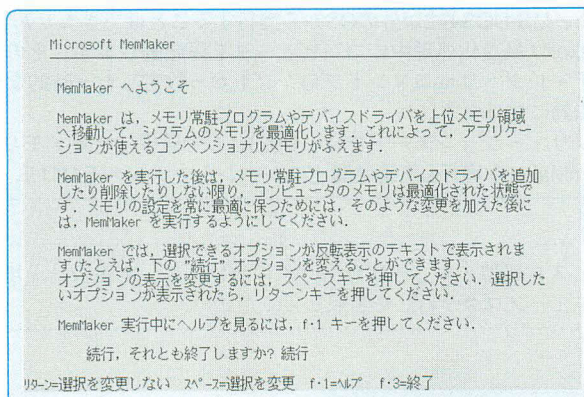 Microsoft MemMaker
MemMaker へようこそ
MemMaker は，メモリ常駐プログラムやデバイスドライバを上位メモリ領域
へ移動して，システムのメモリを最適化します．これによって，アプリケー
ションが使えるコンベンショナルメモリがふえます．
MemMaker を実行した後は，メモリ常駐プログラムやデバイスドライバを追加
したり削除したりしない限り，コンピュータのメモリは最適化された状態で
す．メモリの設定を常に最適に保つためには，そのような変更を加えた後に
は，MemMaker を実行するようにしてください．
MemMaker では，選択できるオプションが反転表示のテキストで表示されま
す(たとえば，下の "続行" オプションを変えることができます)．
オプションの表示を変更するには，スペースキーを押してください．選択した
いオプションが表示されたら，リターンキーを押してください．
MemMaker 実行中にヘルプを見るには，f･1 キーを押してください．
続行，それとも終了しますか? 続行
ﾘﾀｰﾝ=選択を変更しない ｽﾍﾟｰｽ=選択を変更 f･1=ﾍﾙﾌﾟ f･3=終了